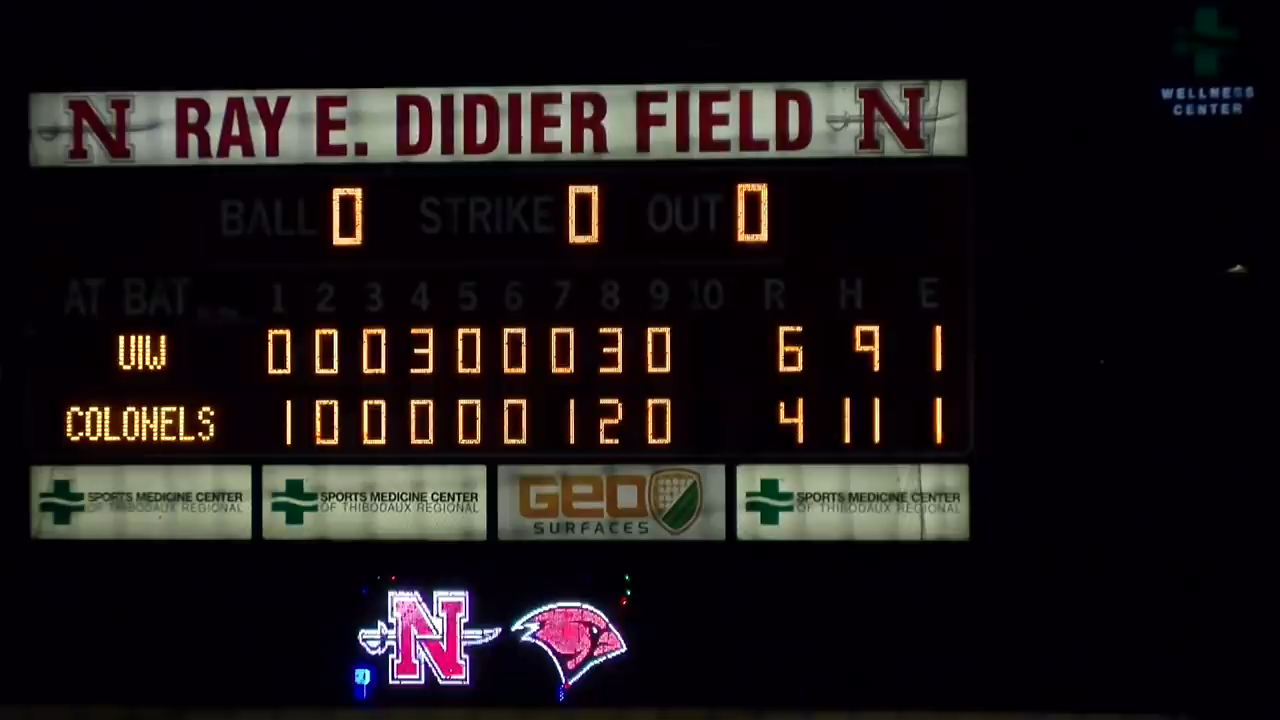 WELLNESS
CENTER
N RAY E. DIDIER FIELD N
BALL 0 STRIKE 0 OUT 0
AT BAT 1 2 3 4 5 6 7 8 9 10 R H E
UIW 0 0 0 3 0 0 0 3 0 6 9 1
COLONELS 1 0 0 0 0 0 1 2 0 4 11 1
SPORTS MEDICINE CENTER
OF THIBODAUX REGIONAL
SPORTS MEDICINE CENTER
OF THIBODAUX REGIONAL
GEO
SURFACES
SPORTS MEDICINE CENTER
OF THIBODAUX REGIONAL
N